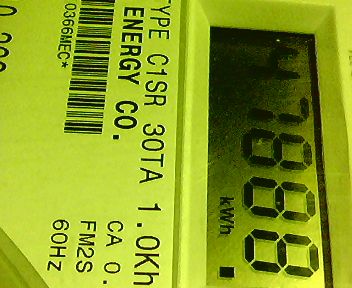 TYPE C1SR 30TA 1.0Kh
ENERGY CO.
CA 0.
FM2S
60HZ
0366MEC*
47888
kWh